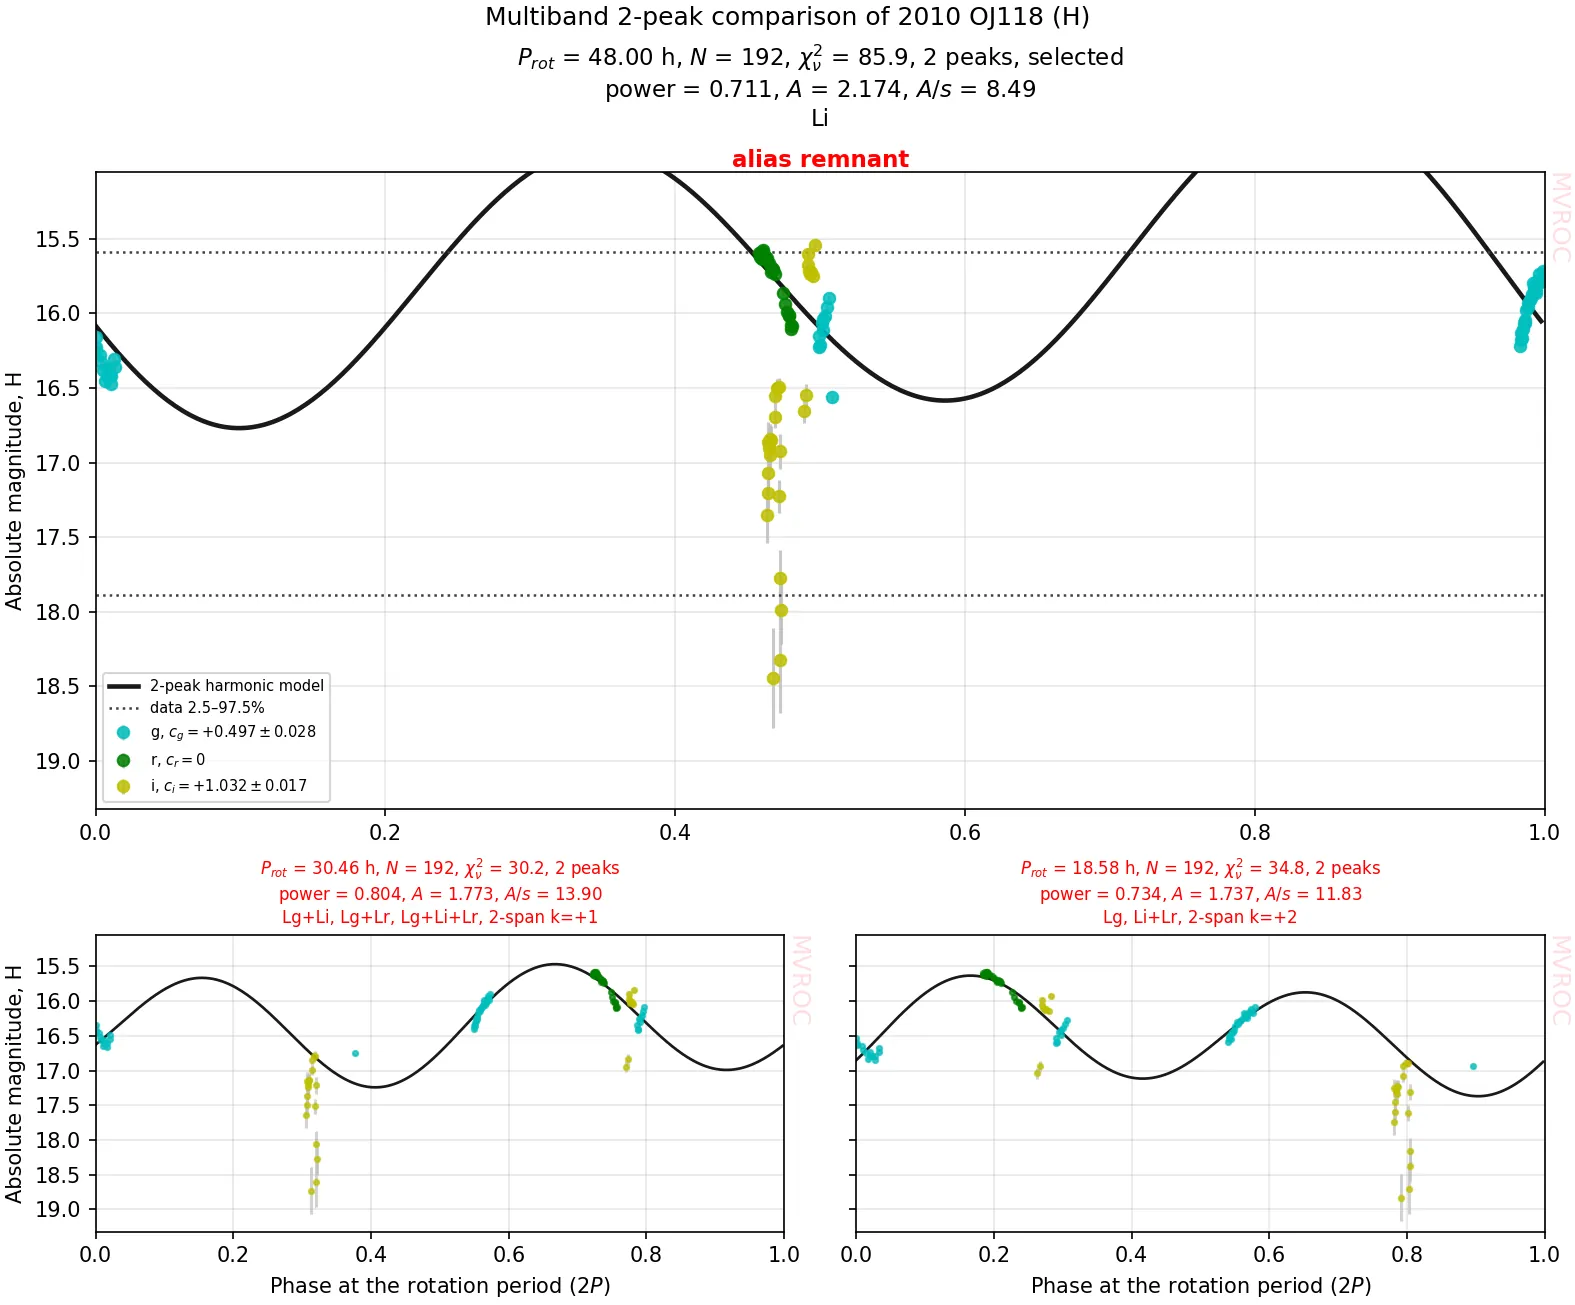 Multiband 2-peak comparison of 2010 OJ118 (H)
P_rot = 48.00 h, N = 192, χ²_ν = 85.9, 2 peaks, selected
power = 0.711, A = 2.174, A/s = 8.49
Li
alias remnant
MVROC
Absolute magnitude, H
15.5
16.0
16.5
17.0
17.5
18.0
18.5
19.0
2-peak harmonic model
data 2.5–97.5%
g, c_g = +0.497 ± 0.028
r, c_r = 0
i, c_i = +1.032 ± 0.017
0.0 0.2 0.4 0.6 0.8 1.0
P_rot = 30.46 h, N = 192, χ²_ν = 30.2, 2 peaks
power = 0.804, A = 1.773, A/s = 13.90
Lg+Li, Lg+Lr, Lg+Li+Lr, 2-span k=+1
MVROC
Absolute magnitude, H
15.5
16.0
16.5
17.0
17.5
18.0
18.5
19.0
0.0 0.2 0.4 0.6 0.8 1.0
Phase at the rotation period (2P)
P_rot = 18.58 h, N = 192, χ²_ν = 34.8, 2 peaks
power = 0.734, A = 1.737, A/s = 11.83
Lg, Li+Lr, 2-span k=+2
MVROC
0.0 0.2 0.4 0.6 0.8 1.0
Phase at the rotation period (2P)